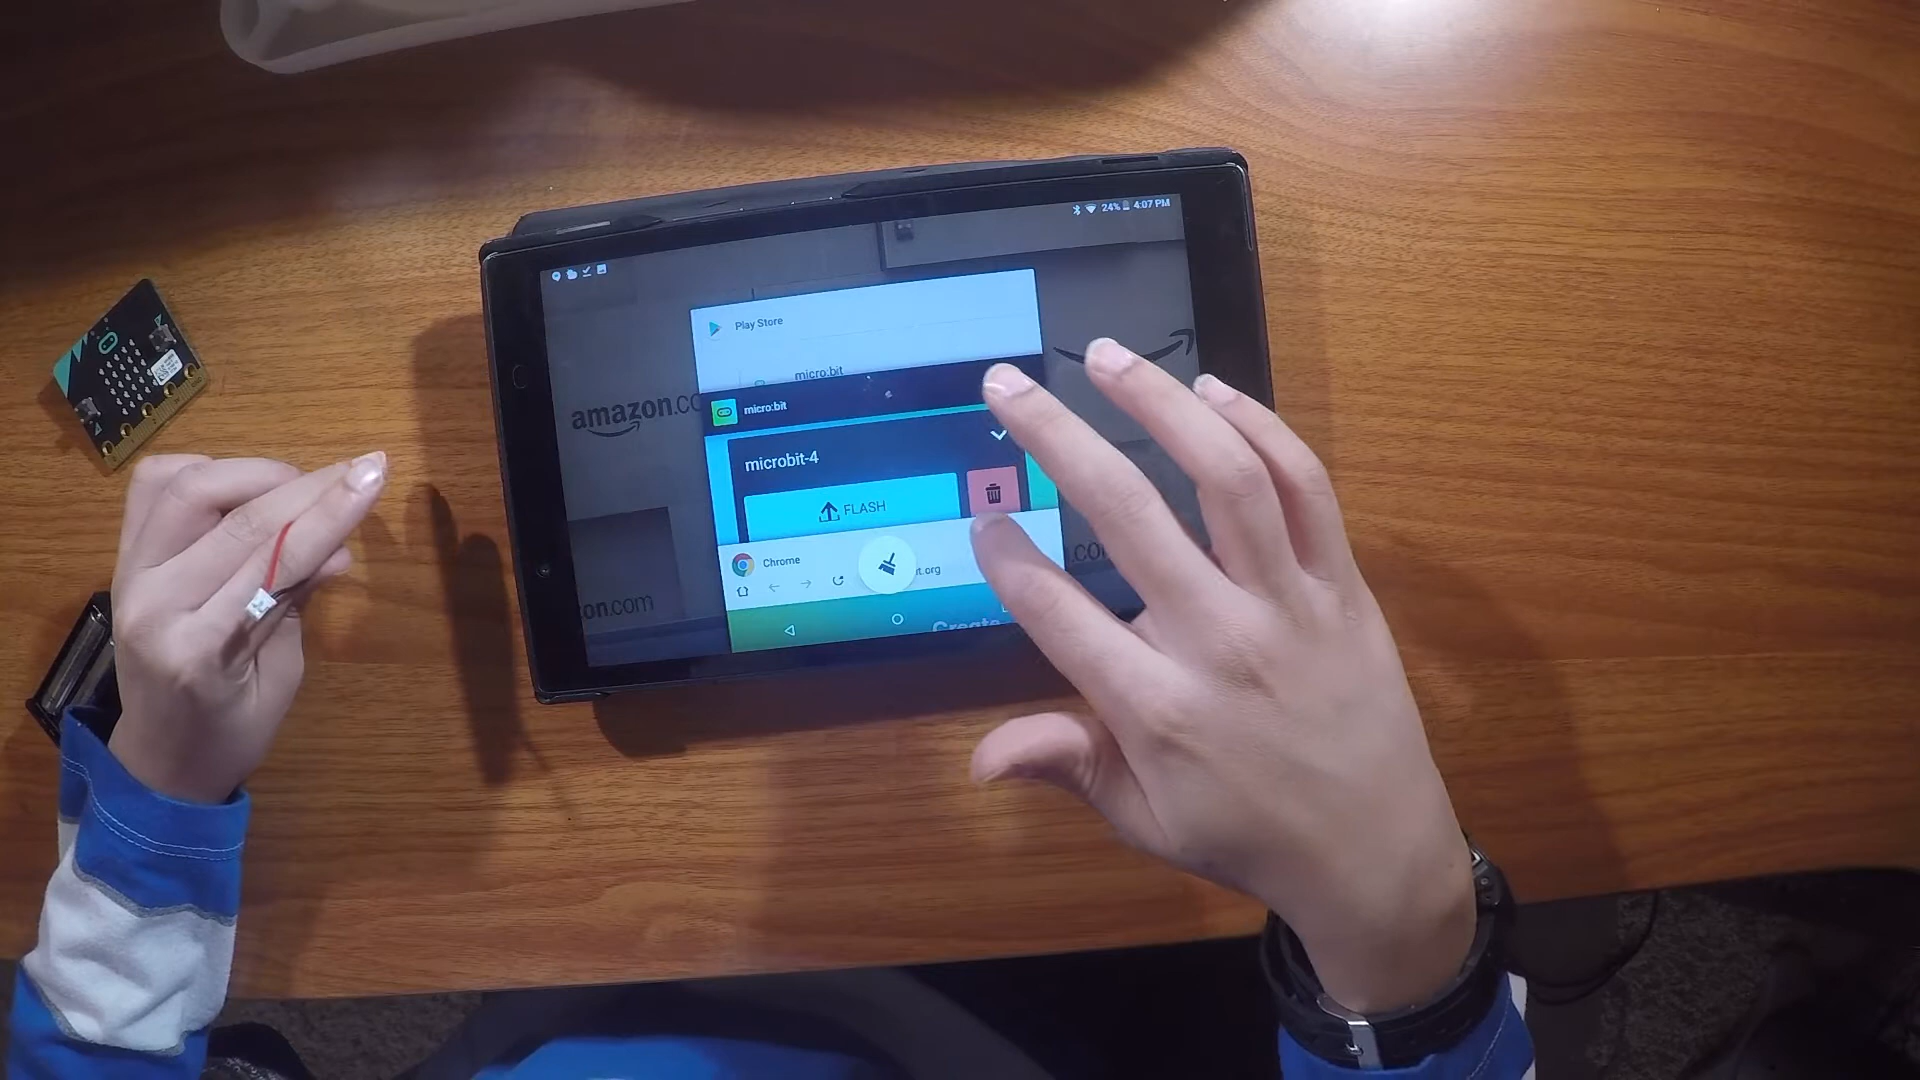 24% 4:07 PM
Play Store
micro:bit
amazon.co
micro:bit
microbit-4
FLASH
Chrome
.org
on.com
.co
Create